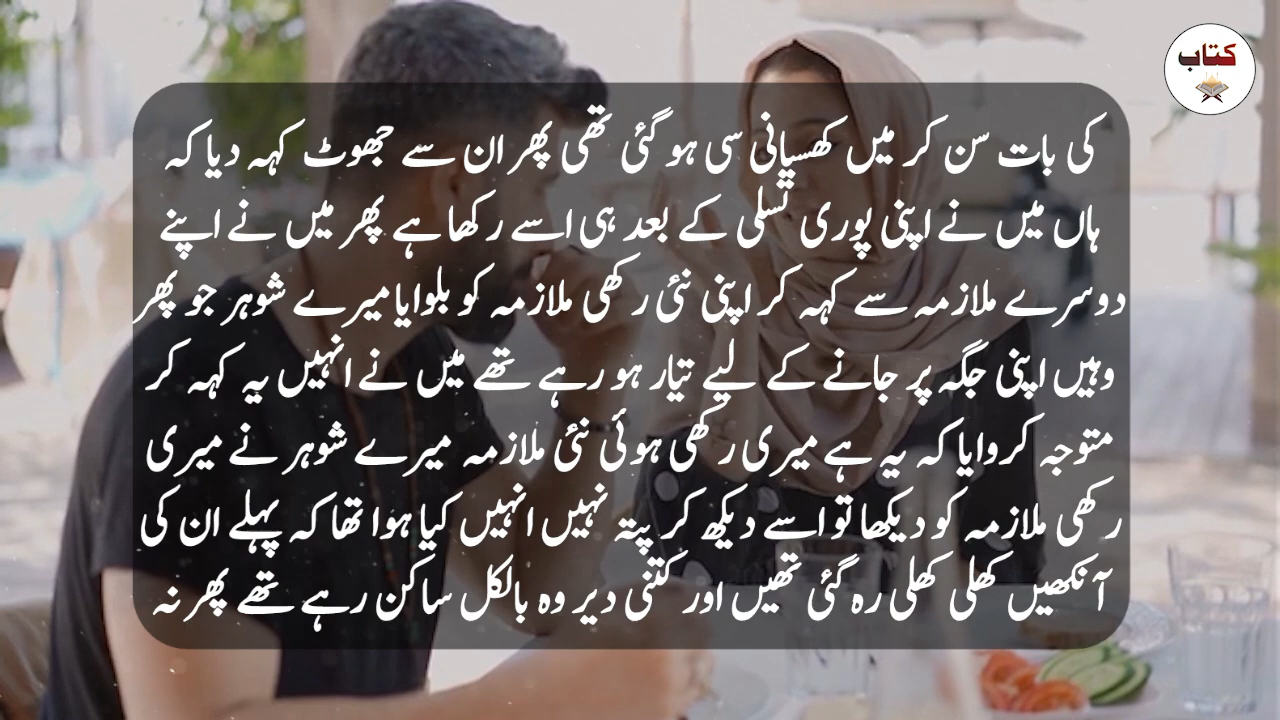 کتاب
کی بات سن کر میں کھسیانی سی ہو گئی تھی پھر ان سے جھوٹ کہہ دیا کہ
ہاں میں نے اپنی پوری تسلی کے بعد ہی اسے رکھا ہے پھر میں نے اپنے
دوسرے ملازمہ سے کہہ کر اپنی نئی رکھی ملازمہ کو بلوایا میرے شوہر جو پھر
وہیں اپنی جگہ پر جانے کے لیے تیار ہو رہے تھے میں نے انہیں یہ کہہ کر
متوجہ کروایا کہ یہ ہے میری رکھی ہوئی نئی ملازمہ میرے شوہر نے میری
رکھی ملازمہ کو دیکھا تو اسے دیکھ کر پتہ نہیں انہیں کیا ہوا تھا کہ پہلے ان کی
آنکھیں کھلی کھلی رہ گئی تھیں اور کتنی دیر وہ بالکل ساکن رہے تھے پھر نہ